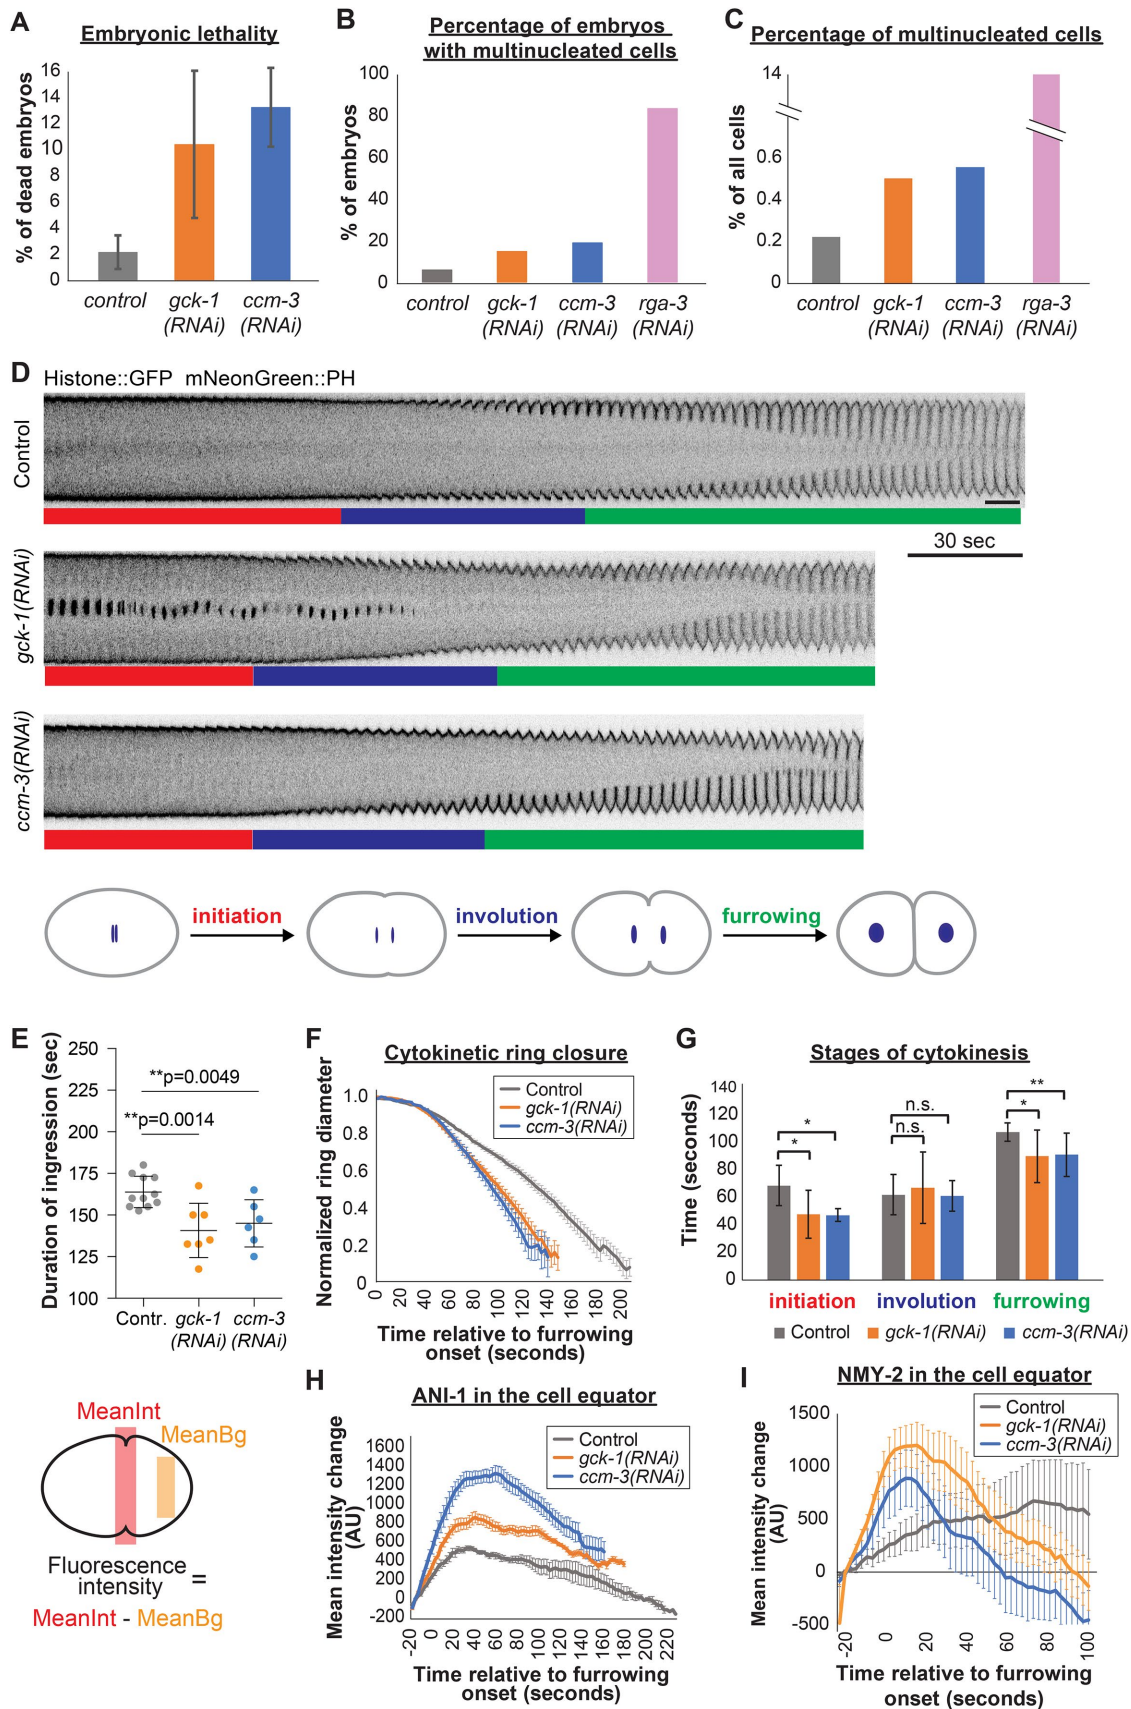 A
Embryonic lethality
% of dead embryos
16
14
12
10
8
6
4
2
0
control
gck-1
(RNAi)
ccm-3
(RNAi)
B
Percentage of embryos
with multinucleated cells
% of embryos
100
80
60
40
20
0
control
gck-1
(RNAi)
ccm-3
(RNAi)
rga-3
(RNAi)
C
Percentage of multinucleated cells
% of all cells
14
0.6
0.4
0.2
0
control
gck-1
(RNAi)
ccm-3
(RNAi)
rga-3
(RNAi)
D
Histone::GFP mNeonGreen::PH
Control
30 sec
gck-1(RNAi)
ccm-3(RNAi)
initiation
involution
furrowing
E
Duration of ingression (sec)
250
225
200
175
150
125
100
**p=0.0049
**p=0.0014
Contr.
gck-1
(RNAi)
ccm-3
(RNAi)
F
Cytokinetic ring closure
Control
gck-1(RNAi)
ccm-3(RNAi)
Normalized ring diameter
1.0
0.8
0.6
0.4
0.2
0
0 20 40 60 80 100 120 140 160 180 200
Time relative to furrowing
onset (seconds)
G
Stages of cytokinesis
Time (seconds)
140
120
100
80
60
40
20
0
*
*
n.s.
n.s.
**
*
initiation
involution
furrowing
Control
gck-1(RNAi)
ccm-3(RNAi)
MeanInt
MeanBg
Fluorescence
intensity =
MeanInt - MeanBg
H
ANI-1 in the cell equator
Control
gck-1(RNAi)
ccm-3(RNAi)
Mean intensity change
(AU)
1600
1400
1200
1000
800
600
400
200
0
-200
-20 0 20 40 60 80 100 120 140 160 180 200 220
Time relative to furrowing
onset (seconds)
I
NMY-2 in the cell equator
Control
gck-1(RNAi)
ccm-3(RNAi)
Mean intensity change
(AU)
1500
1000
500
0
-500
-20 0 20 40 60 80 100
Time relative to furrowing
onset (seconds)